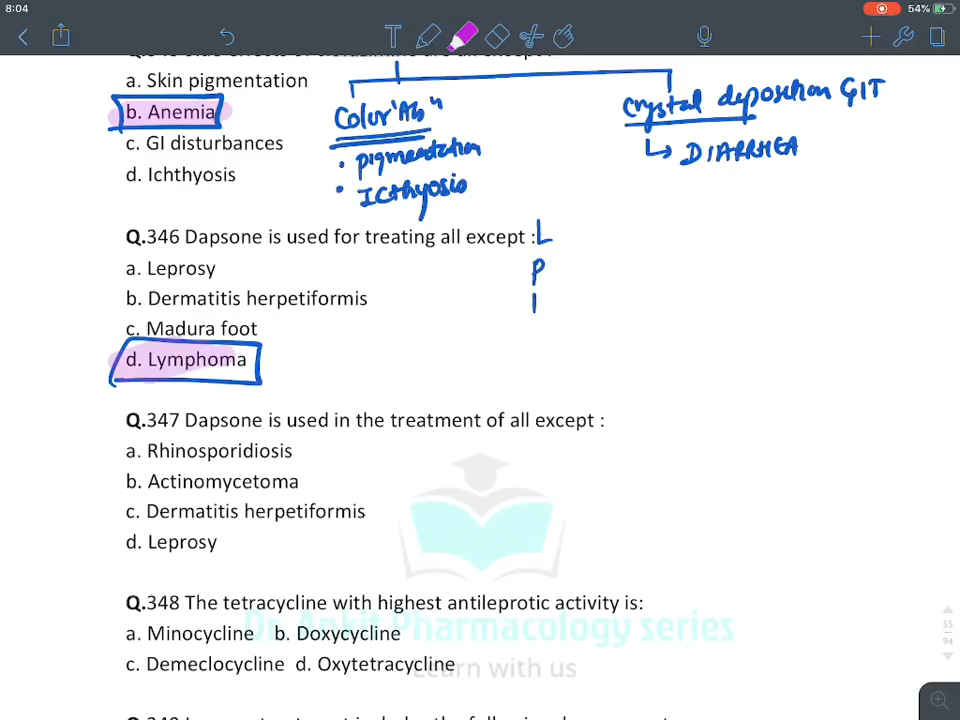 8:04
54%
a. Skin pigmentation
b. Anemia
c. GI disturbances
d. Ichthyosis
Color "Ab"
• Pigmentation
• Icthyosis
Crystal deposition GIT
↳ DIARRHEA
Q.346 Dapsone is used for treating all except :
a. Leprosy
b. Dermatitis herpetiformis
c. Madura foot
d. Lymphoma
L
P
I
Q.347 Dapsone is used in the treatment of all except :
a. Rhinosporidiosis
b. Actinomycetoma
c. Dermatitis herpetiformis
d. Leprosy
Q.348 The tetracycline with highest antileprotic activity is:
Dr Ankit Pharmacology series
a. Minocycline b. Doxycycline
c. Demeclocycline d. Oxytetracycline
Learn with us
55
94